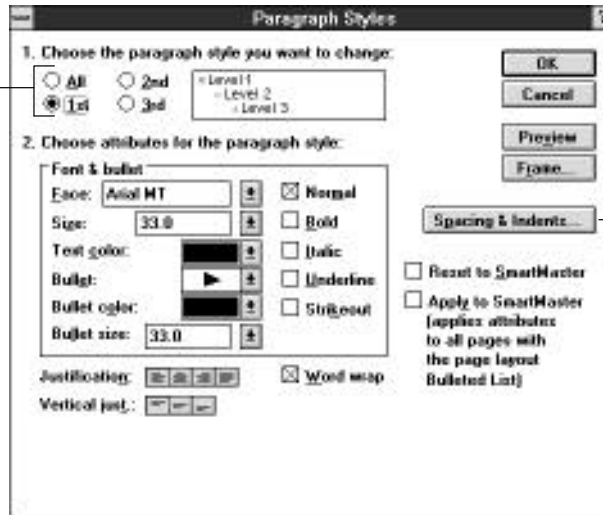 Paragraph Styles
1. Choose the paragraph style you want to change:
All
2nd
1st
3rd
Level 1
Level 2
Level 3
OK
Cancel
Preview
Frame...
Spacing & Indents...
2. Choose attributes for the paragraph style:
Font & bullet
Face: Arial MT
Size: 33.0
Text color:
Bullet:
Bullet color:
Bullet size: 33.0
Normal
Bold
Italic
Underline
Strikeout
Reset to SmartMaster
Apply to SmartMaster
(applies attributes
to all pages with
the page layout
Bulleted List)
Justification:
Word wrap
Vertical just.: